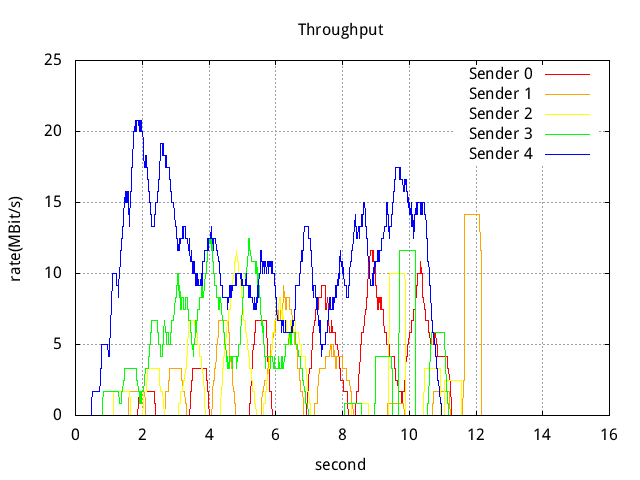 Throughput
25
20
15
10
5
0
rate(MBit/s)
Sender 0
Sender 1
Sender 2
Sender 3
Sender 4
0 2 4 6 8 10 12 14 16
second